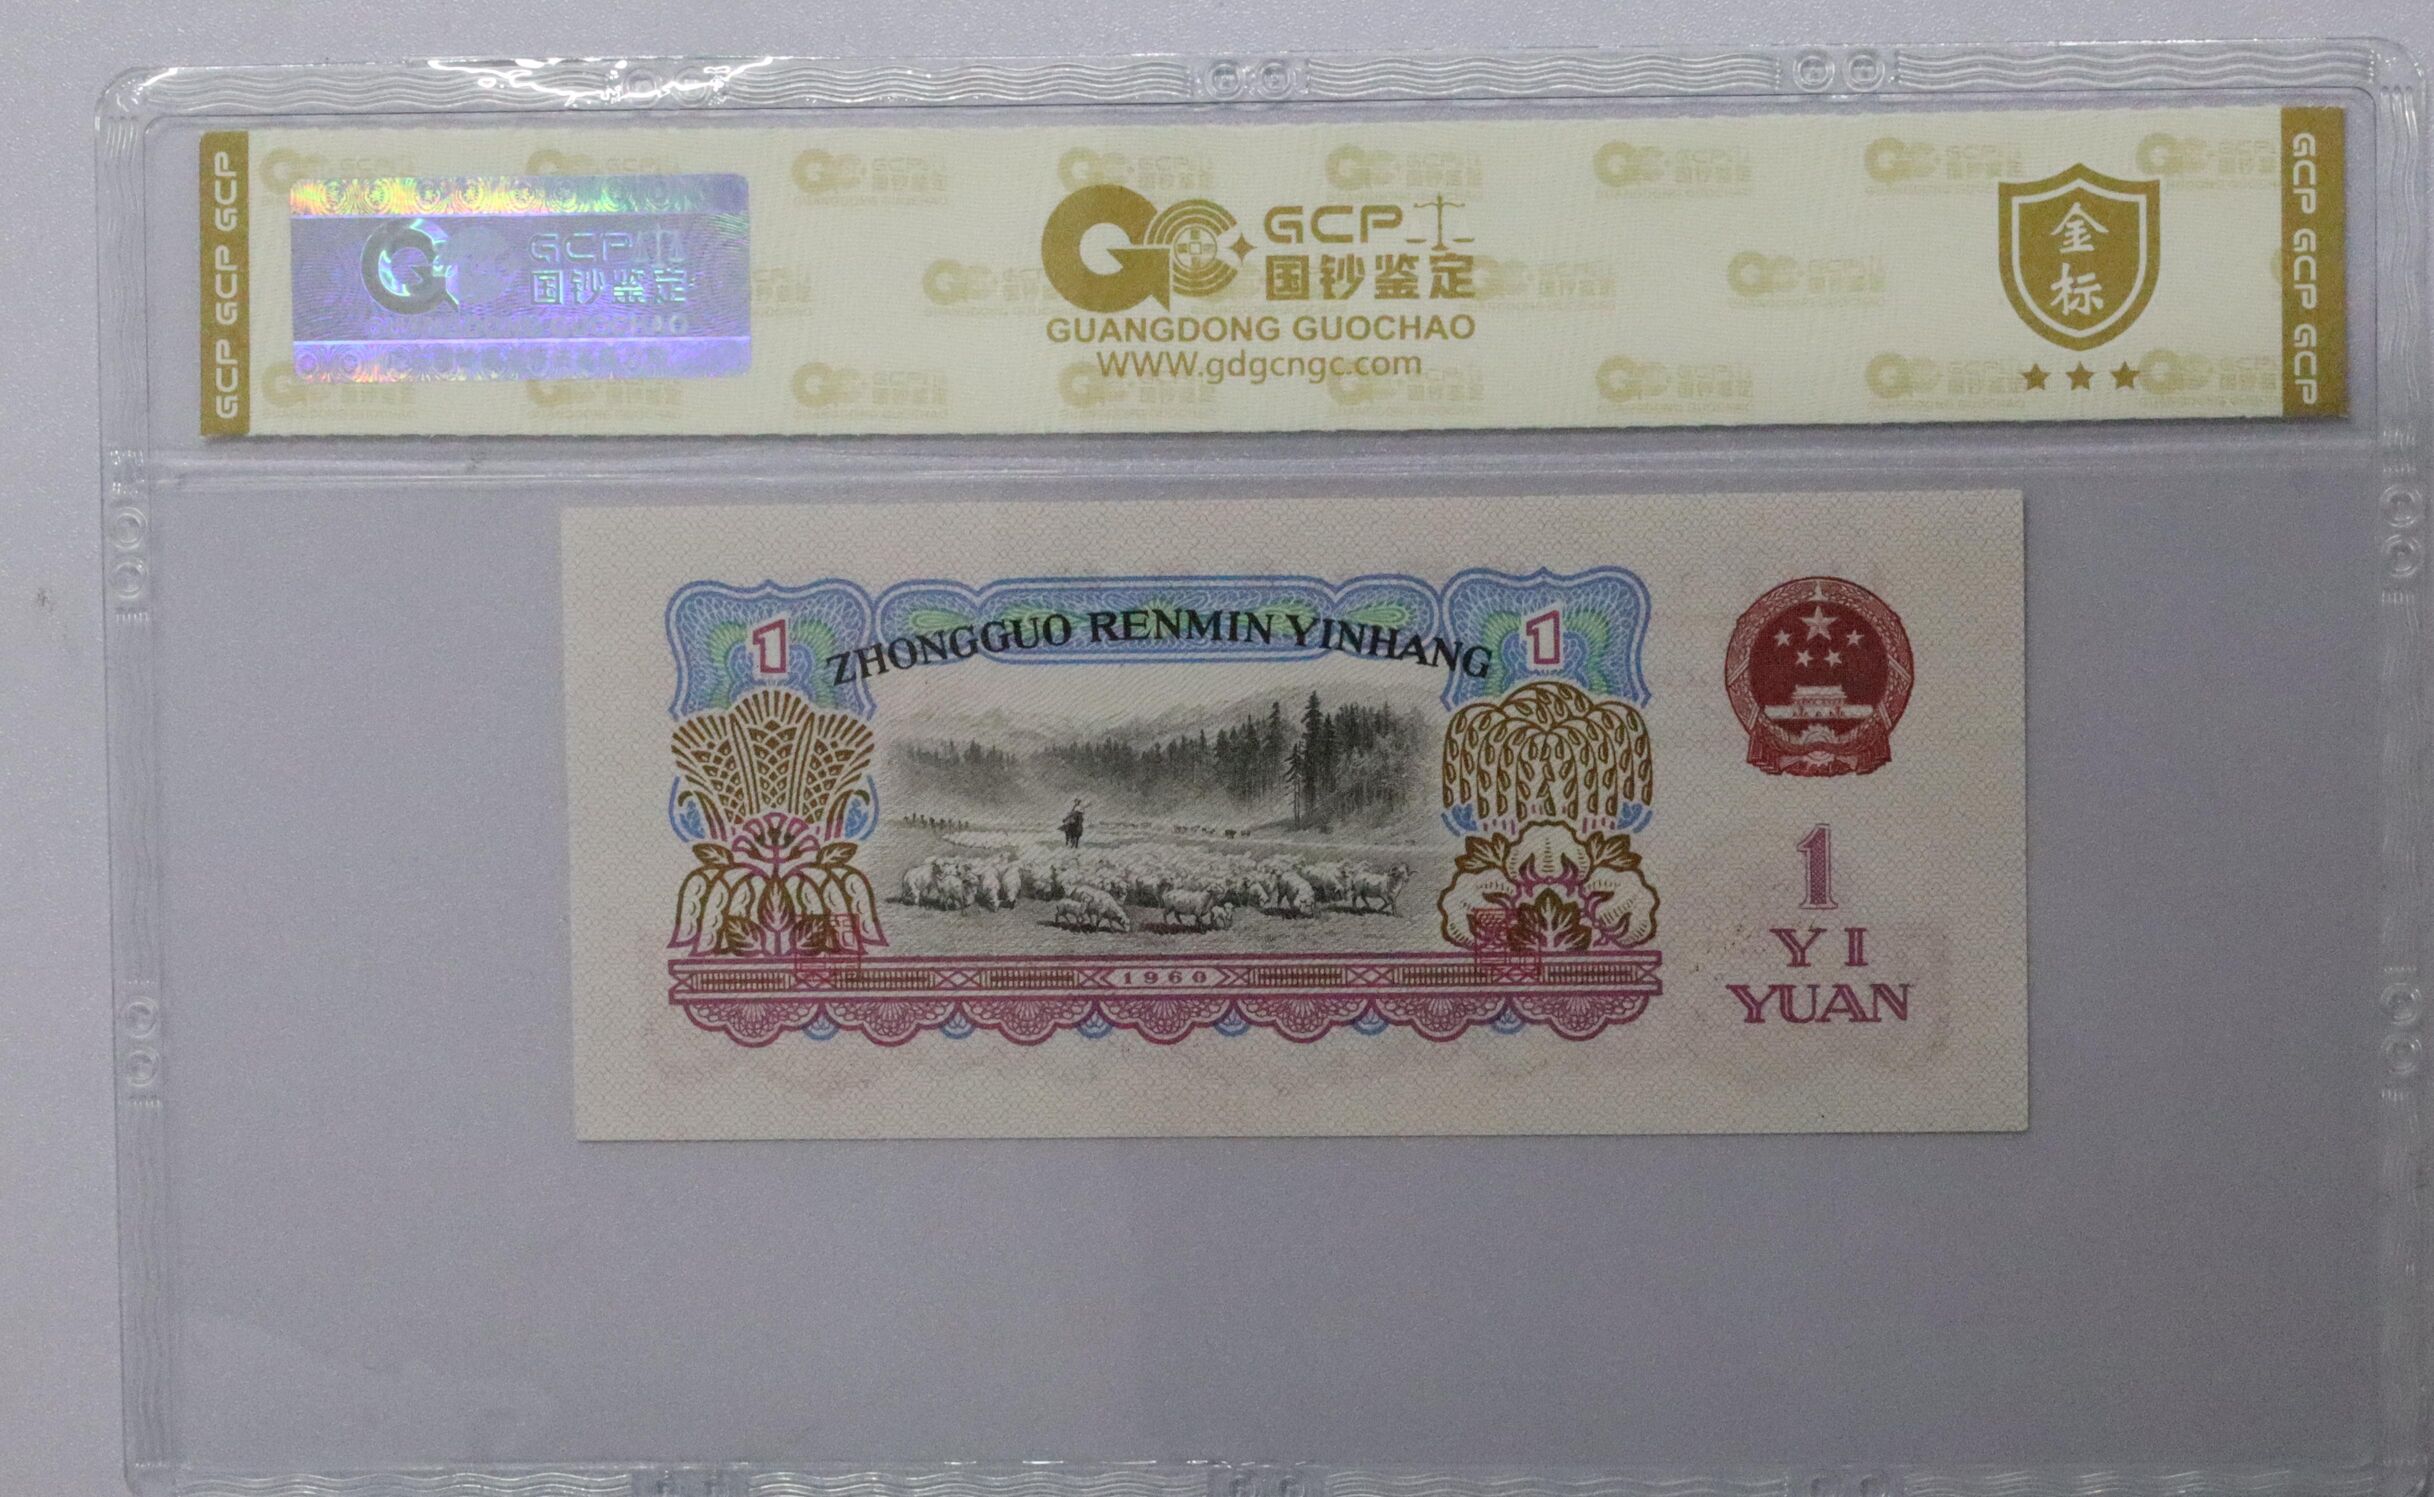 GCP GCP GCP
GCP
国钞鉴定
GUANGDONG GUOCHAO
GCP
国钞鉴定
GUANGDONG GUOCHAO
WWW.gdgcngc.com
金
标
GCP GCP GCP
ZHONGGUO RENMIN YINHANG
1
1
1960
1
YI
YUAN